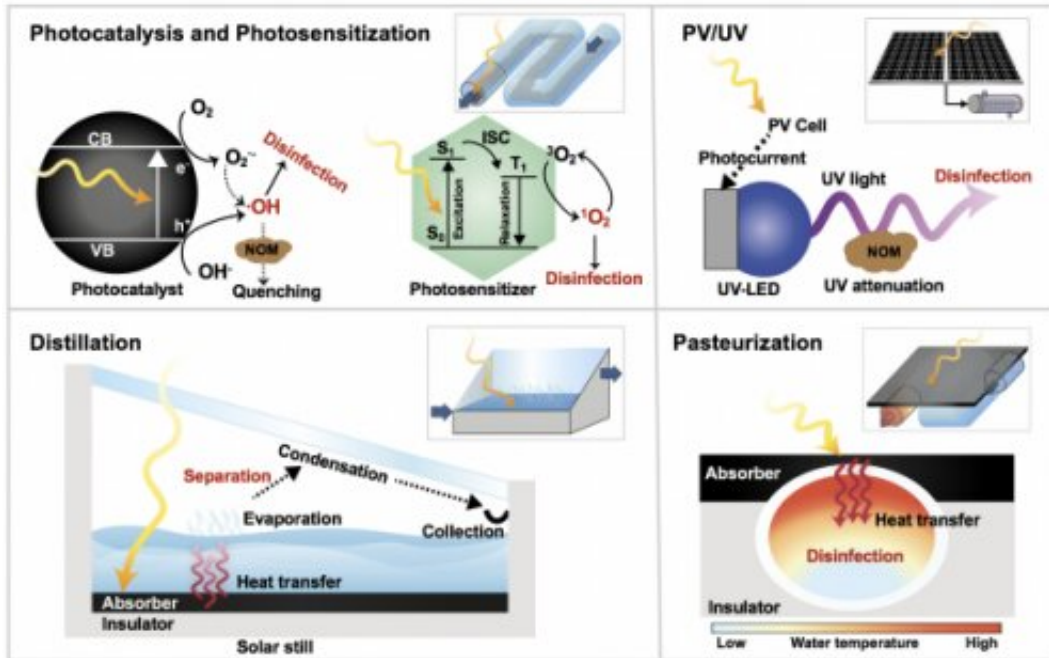 Photocatalysis and Photosensitization
O₂
CB
O₂·⁻
e⁻
Disinfection
·OH
h⁺
VB
NOM
OH⁻
Photocatalyst
Quenching
ISC
S₁
T₁
³O₂
Excitation
Relaxation
¹O₂
S₀
Disinfection
Photosensitizer
PV/UV
PV Cell
Photocurrent
UV light
Disinfection
NOM
UV-LED
UV attenuation
Distillation
Separation
Condensation
Evaporation
Collection
Heat transfer
Absorber
Insulator
Solar still
Pasteurization
Absorber
Heat transfer
Disinfection
Insulator
Low
Water temperature
High